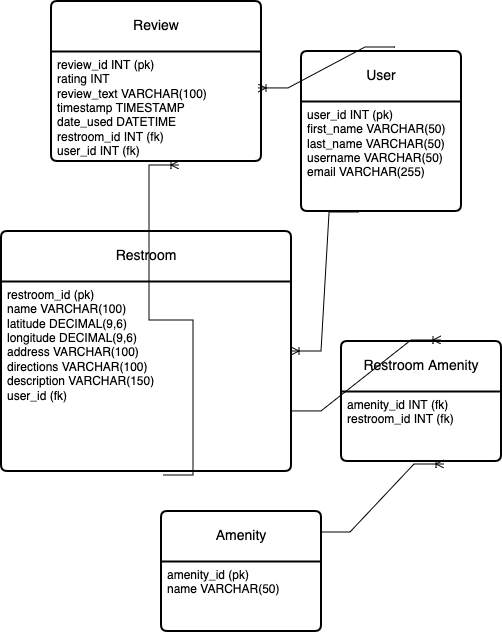 Review
review_id INT (pk)
rating INT
review_text VARCHAR(100)
timestamp TIMESTAMP
date_used DATETIME
restroom_id INT (fk)
user_id INT (fk)
User
user_id INT (pk)
first_name VARCHAR(50)
last_name VARCHAR(50)
username VARCHAR(50)
email VARCHAR(255)
Restroom
restroom_id (pk)
name VARCHAR(100)
latitude DECIMAL(9,6)
longitude DECIMAL(9,6)
address VARCHAR(100)
directions VARCHAR(100)
description VARCHAR(150)
user_id (fk)
Restroom Amenity
amenity_id INT (fk)
restroom_id INT (fk)
Amenity
amenity_id (pk)
name VARCHAR(50)